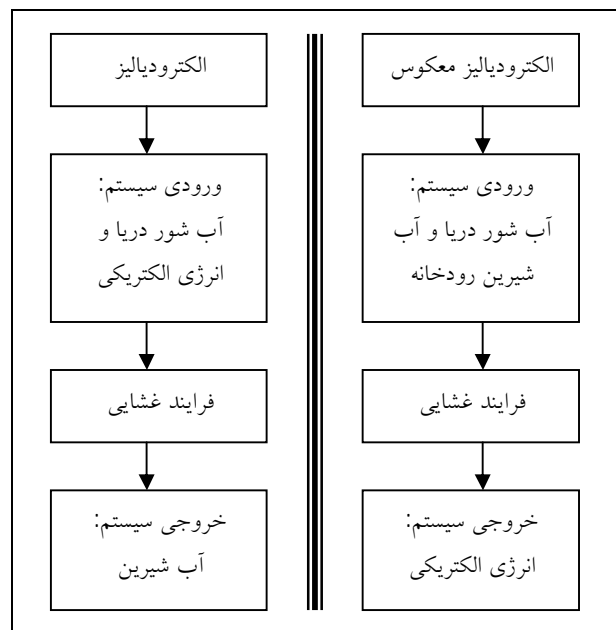 الکترودیالیز معکوس
ورودی سیستم:
آب شور دریا و آب
شیرین رودخانه
فرایند غشایی
خروجی سیستم:
انرژی الکتریکی
الکترودیالیز
ورودی سیستم:
آب شور دریا و
انرژی الکتریکی
فرایند غشایی
خروجی سیستم:
آب شیرین